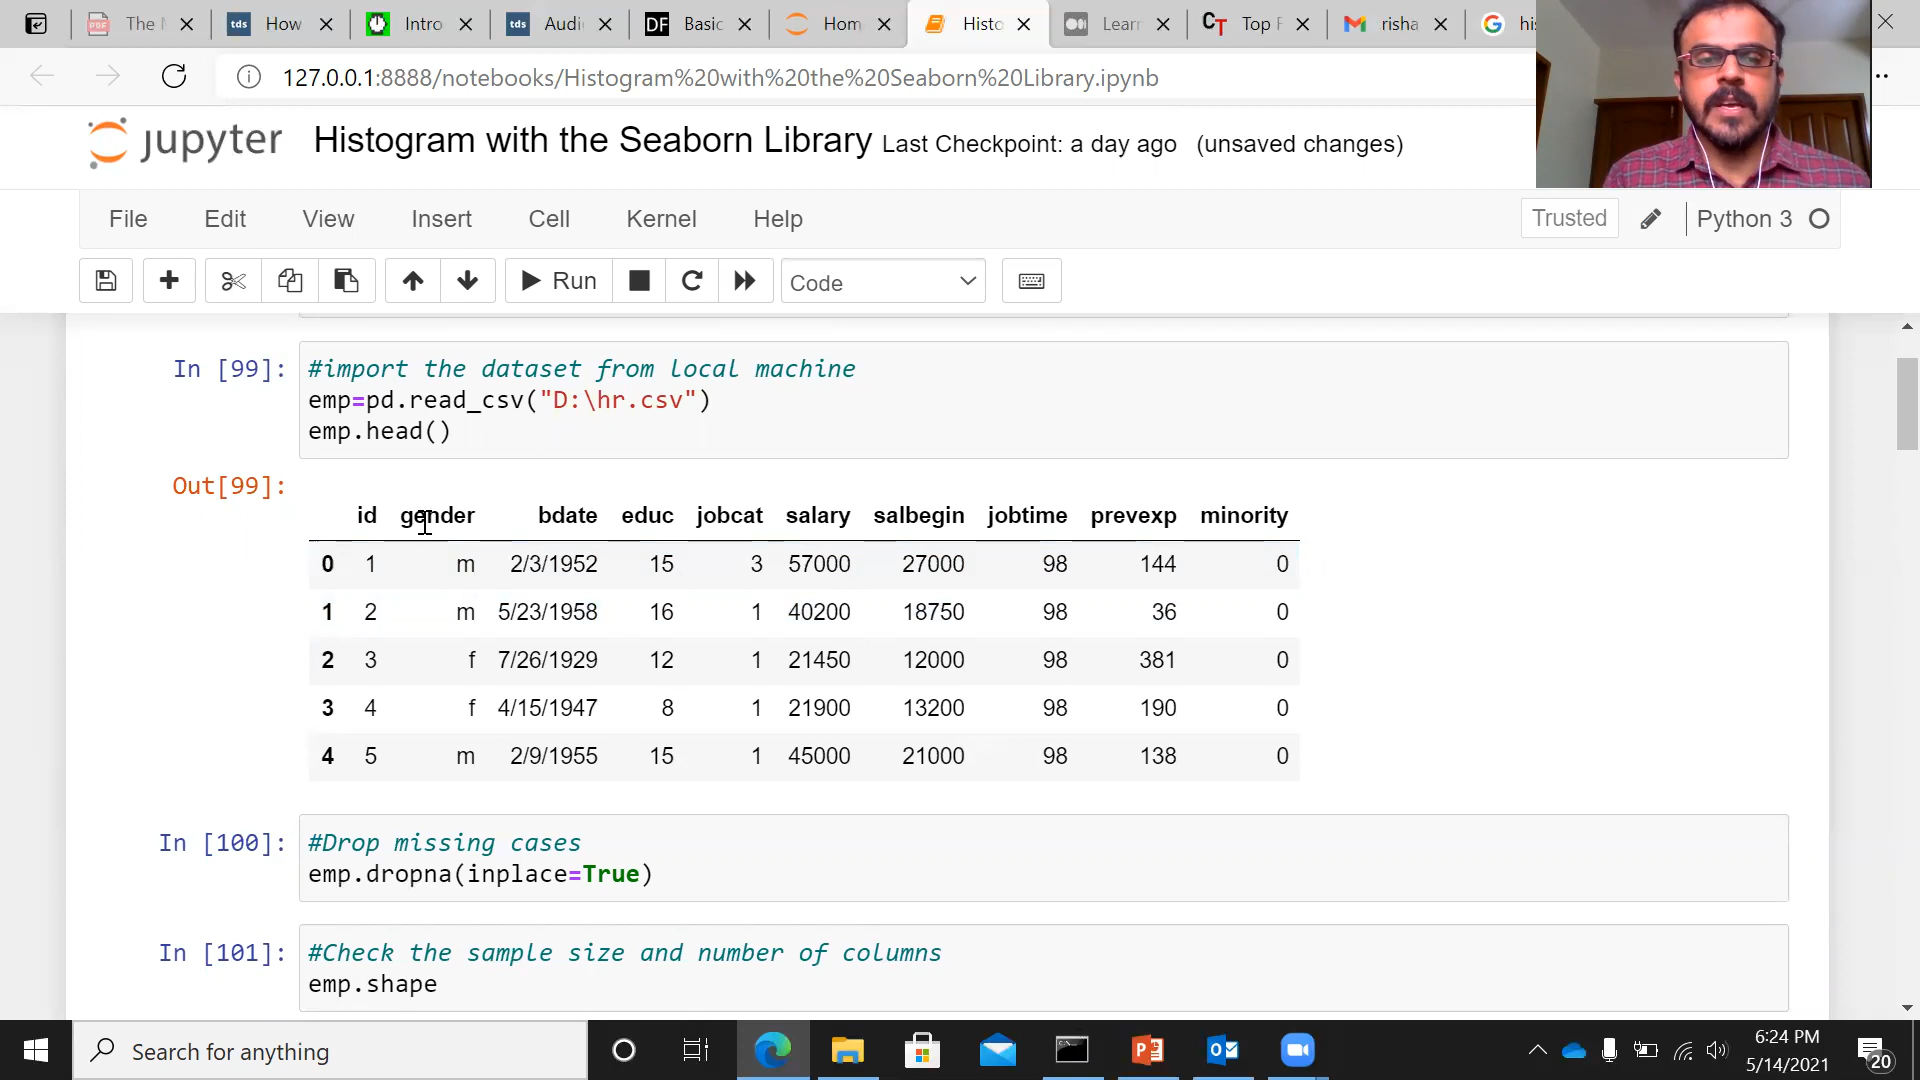 The M
tds How
Intro
tds Audi
DF Basic
Hom
Histo
Learn
CT Top F
risha
his
127.0.0.1:8888/notebooks/Histogram%20with%20the%20Seaborn%20Library.ipynb
jupyter Histogram with the Seaborn Library Last Checkpoint: a day ago (unsaved changes)
File Edit View Insert Cell Kernel Help Trusted Python 3
Run Code
In [99]: #import the dataset from local machine
emp=pd.read_csv("D:\hr.csv")
emp.head()
Out[99]:
id gender bdate educ jobcat salary salbegin jobtime prevexp minority
0 1 m 2/3/1952 15 3 57000 27000 98 144 0
1 2 m 5/23/1958 16 1 40200 18750 98 36 0
2 3 f 7/26/1929 12 1 21450 12000 98 381 0
3 4 f 4/15/1947 8 1 21900 13200 98 190 0
4 5 m 2/9/1955 15 1 45000 21000 98 138 0
In [100]: #Drop missing cases
emp.dropna(inplace=True)
In [101]: #Check the sample size and number of columns
emp.shape
Search for anything
6:24 PM
5/14/2021
20